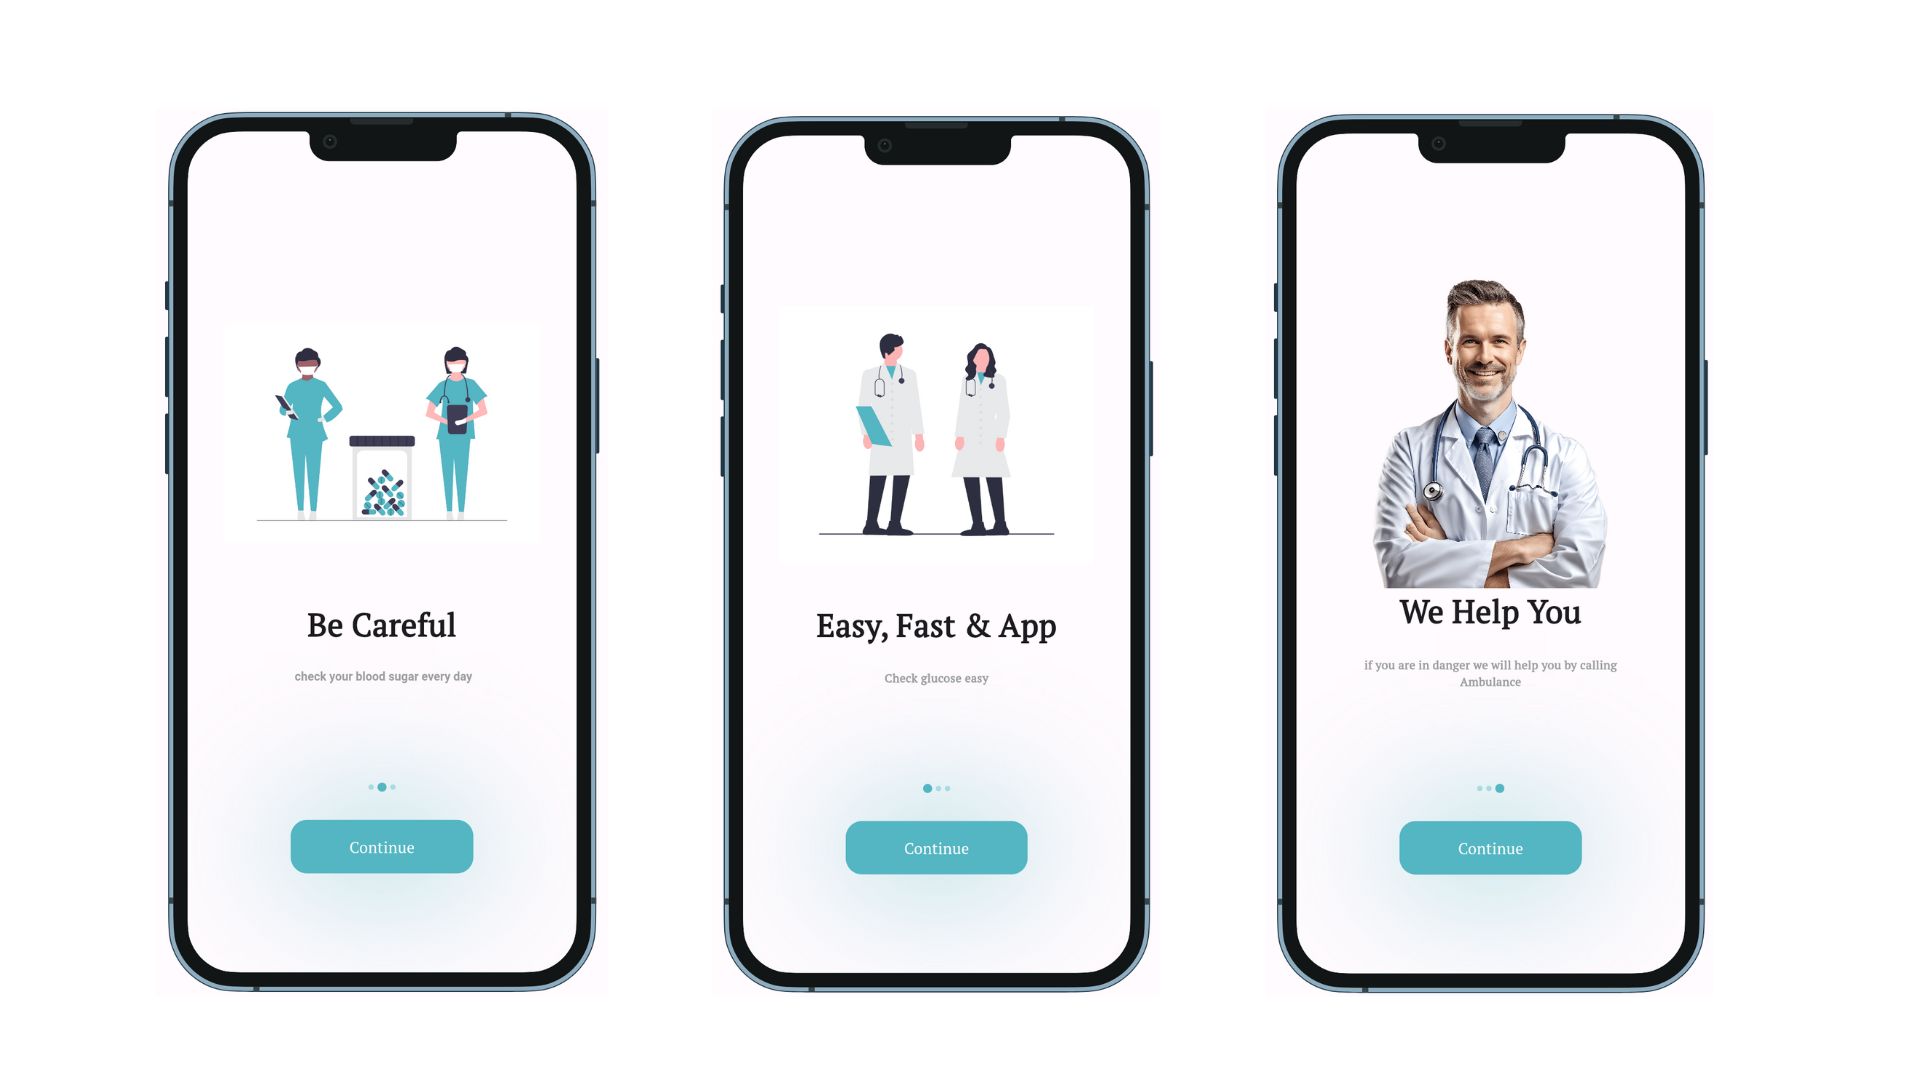 Be Careful
check your blood sugar every day
Continue
Easy, Fast & App
Check glucose easy
Continue
We Help You
if you are in danger we will help you by calling
Ambulance
Continue